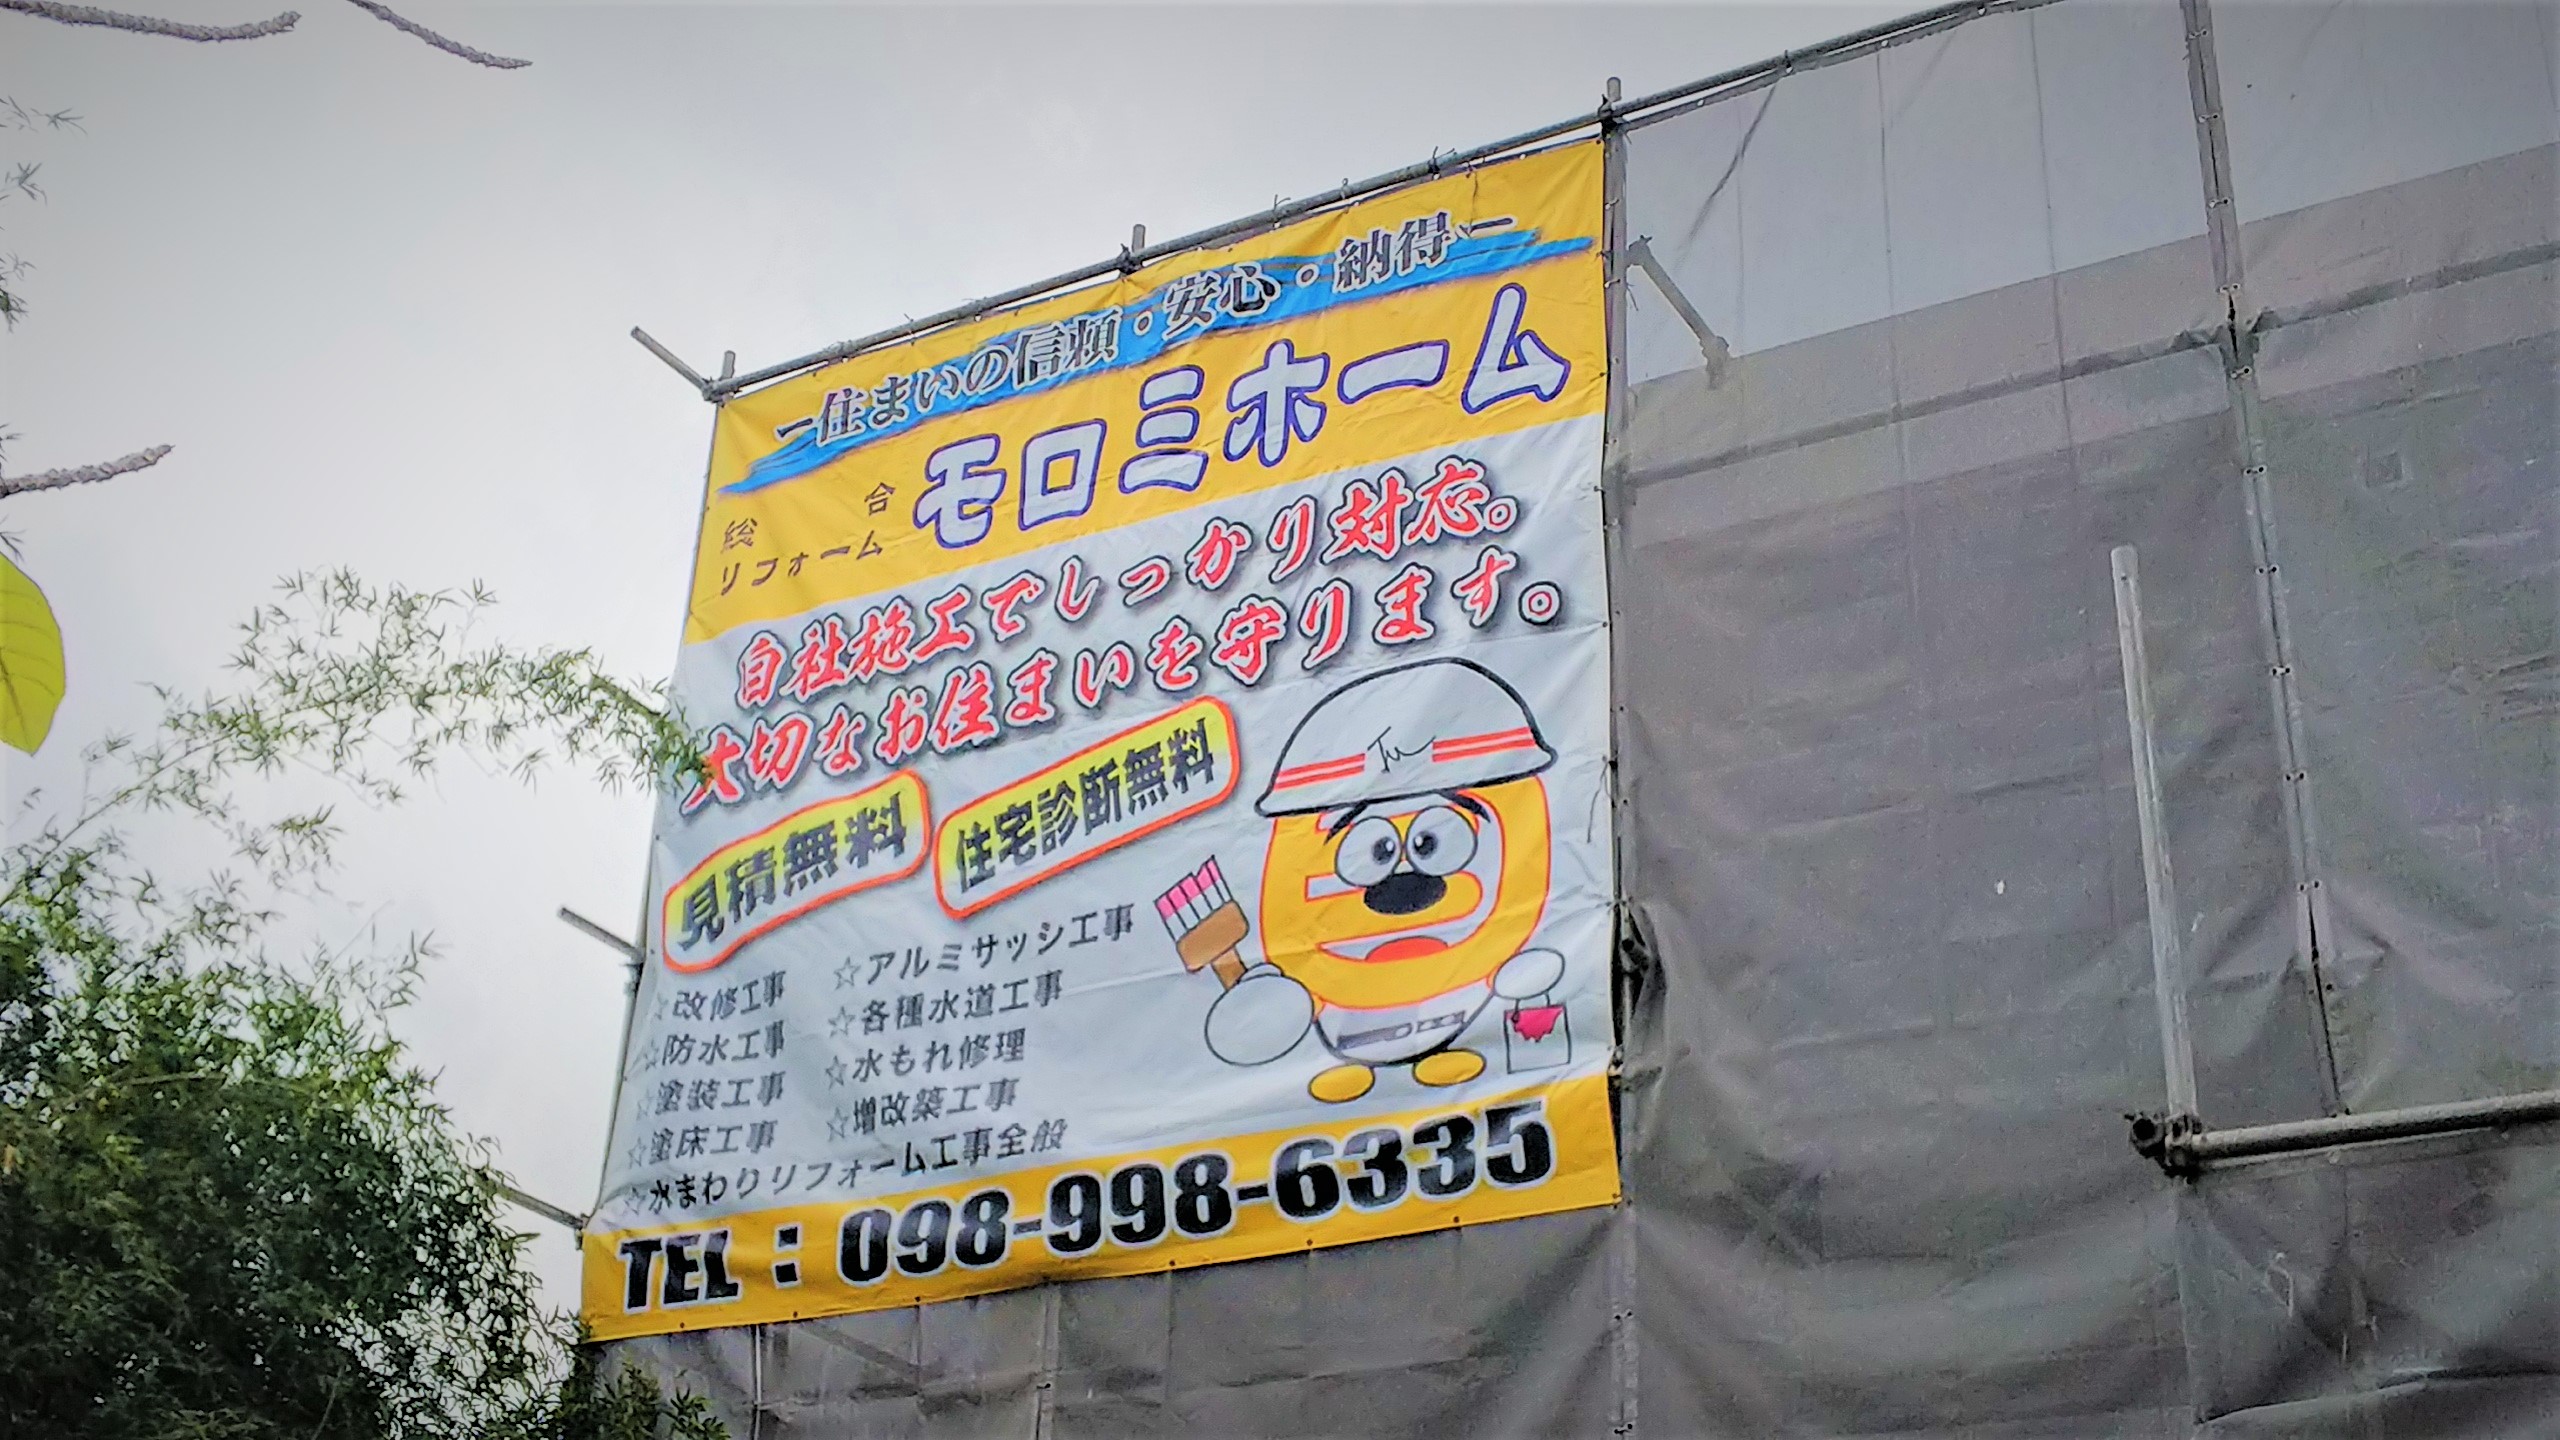 ー住まいの信頼・安心・納得ー
総合
リフォーム
モロミホーム
自社施工でしっかり対応。
大切なお住まいを守ります。
見積無料
住宅診断無料
☆改修工事
☆防水工事
☆塗装工事
☆塗床工事
☆アルミサッシ工事
☆各種水道工事
☆水もれ修理
☆増改築工事
☆水まわりリフォーム工事全般
TEL：098-998-6335